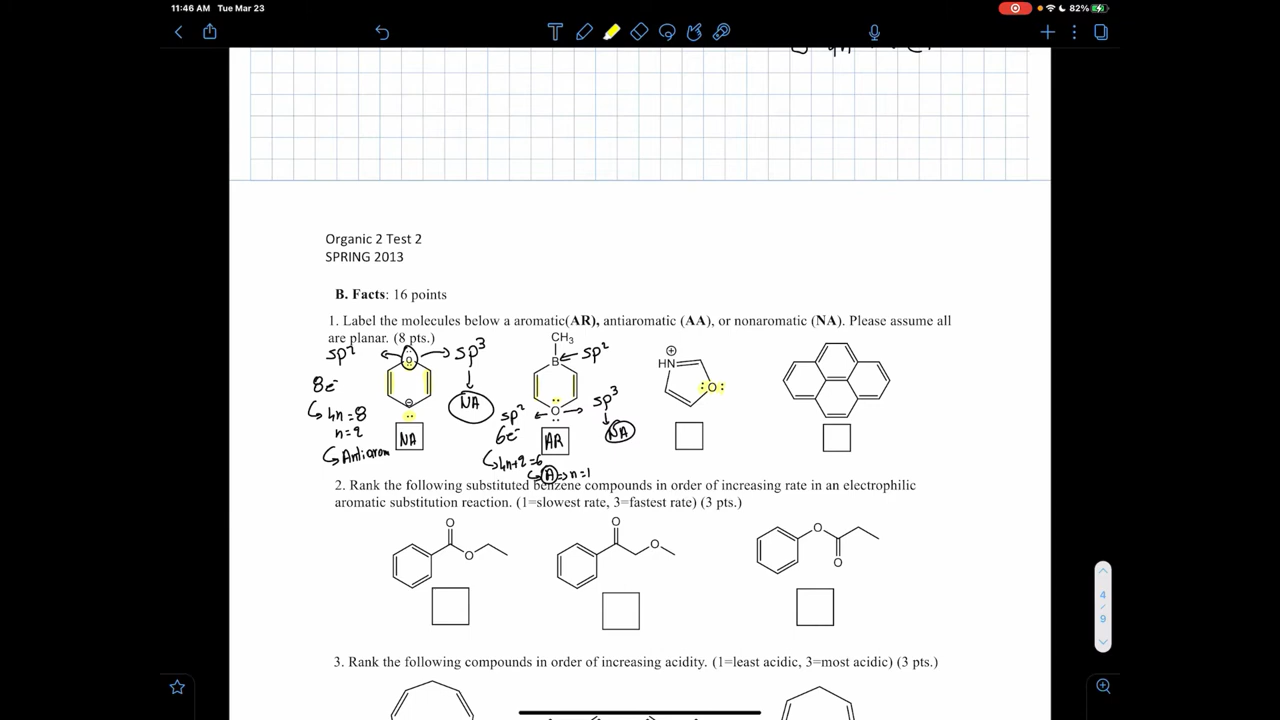 11:46 AM Tue Mar 23
82%
Organic 2 Test 2
SPRING 2013
B. Facts: 16 points
1. Label the molecules below a aromatic(AR), antiaromatic (AA), or nonaromatic (NA). Please assume all
are planar. (8 pts.)
sp² O sp³
8e⁻
4n=8
n=2
Antiarom
NA
NA
CH₃
B sp²
O sp³
sp²
6e⁻
4n+2=6
A n=1
AR
NA
HN
O
2. Rank the following substituted benzene compounds in order of increasing rate in an electrophilic
aromatic substitution reaction. (1=slowest rate, 3=fastest rate) (3 pts.)
O
O
O
O
O
O
3. Rank the following compounds in order of increasing acidity. (1=least acidic, 3=most acidic) (3 pts.)
4
9